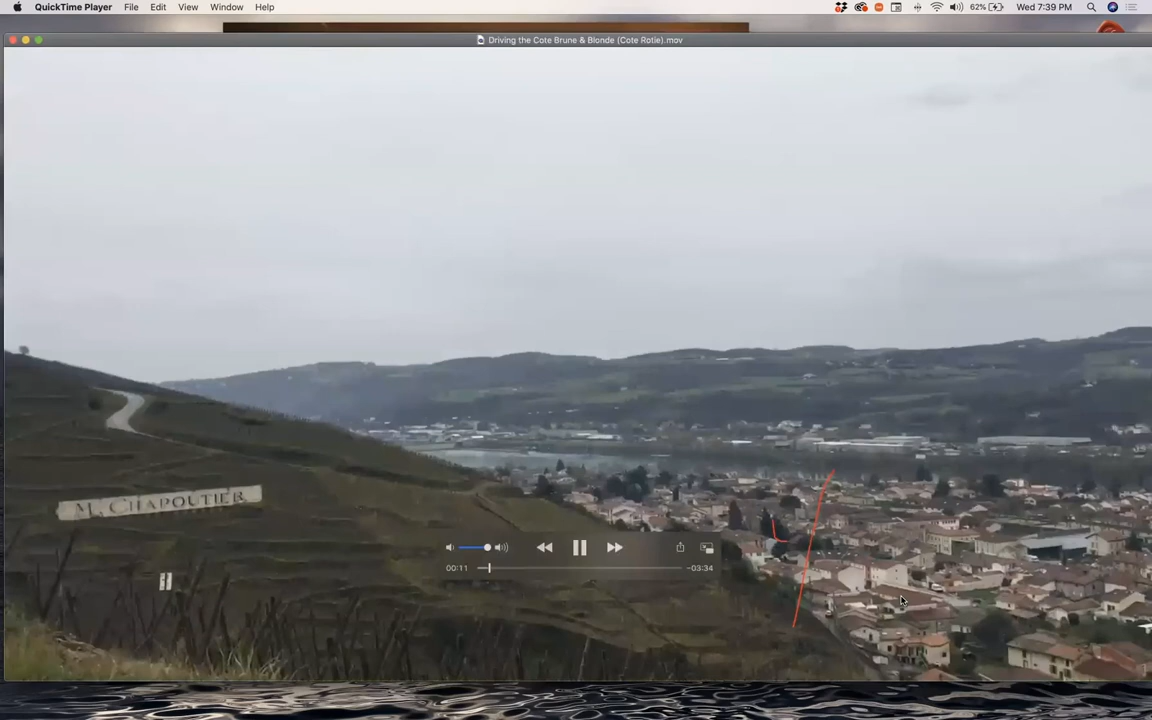 QuickTime Player File Edit View Window Help 62% Wed 7:39 PM
Driving the Cote Brune & Blonde (Cote Rotie).mov
M. CHAPOUTIER
00:11 -03:34